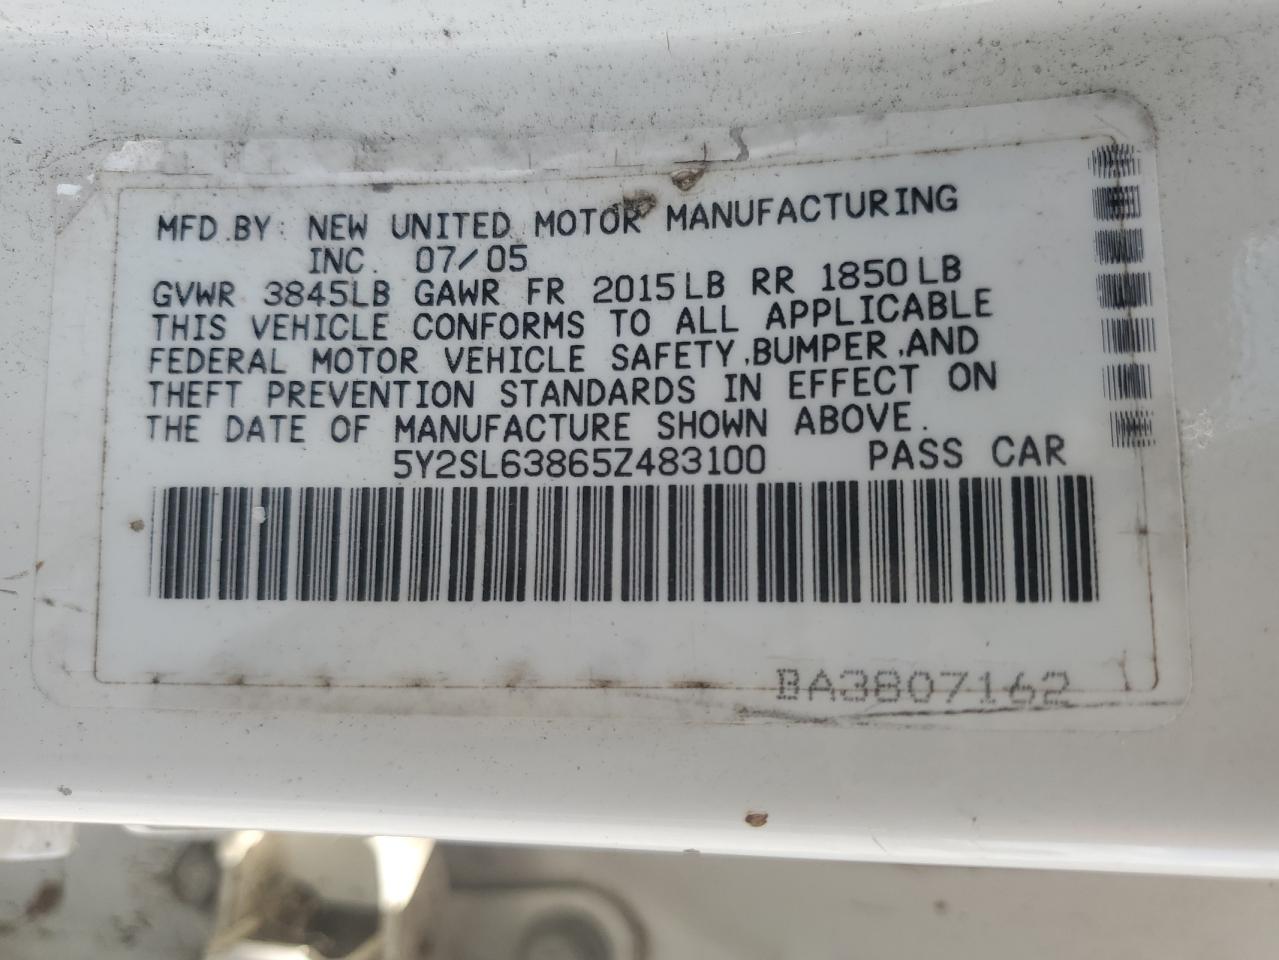 MFD.BY: NEW UNITED MOTOR MANUFACTURING
INC. 07/05
GVWR 3845LB GAWR FR 2015LB RR 1850LB
THIS VEHICLE CONFORMS TO ALL APPLICABLE
FEDERAL MOTOR VEHICLE SAFETY,BUMPER,AND
THEFT PREVENTION STANDARDS IN EFFECT ON
THE DATE OF MANUFACTURE SHOWN ABOVE.
5Y2SL63865Z483100 PASS CAR
BA3807162